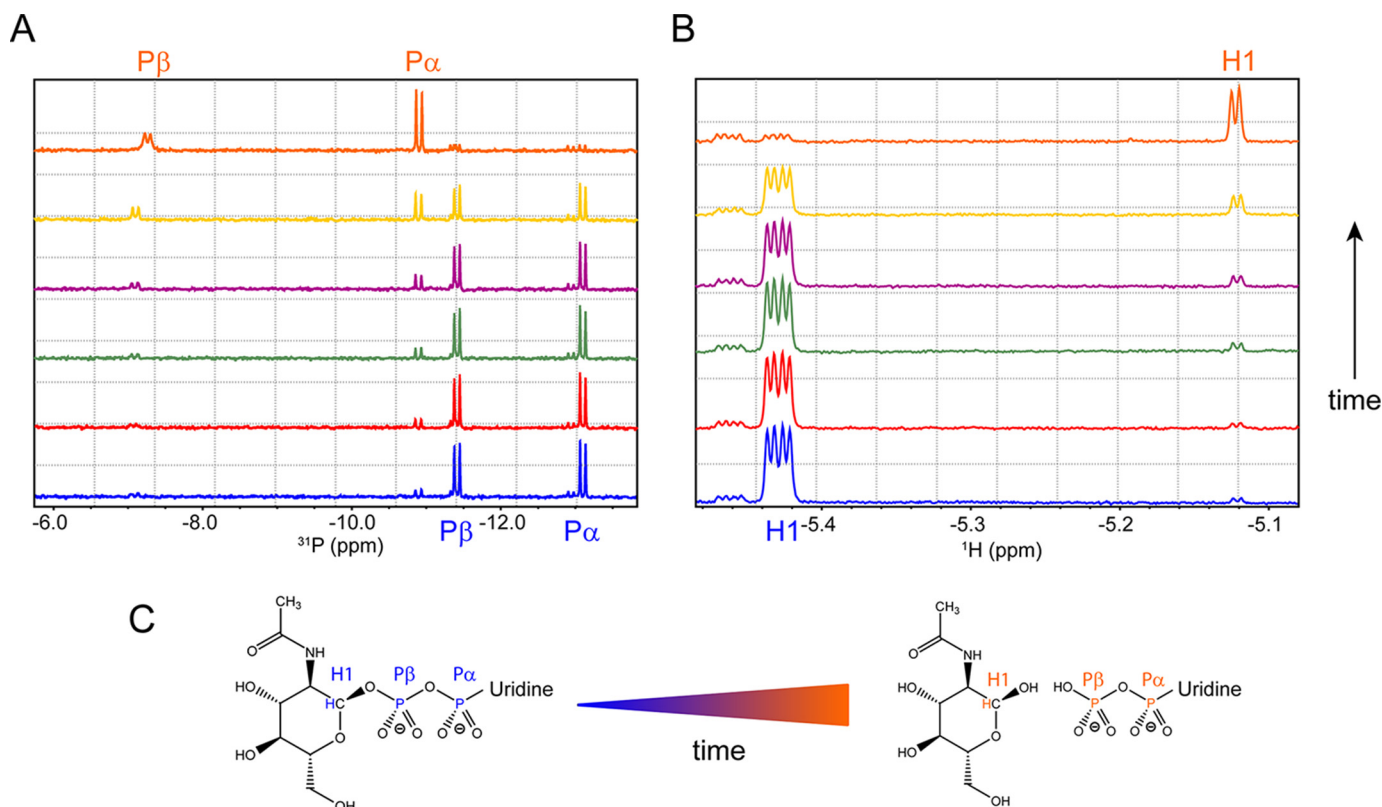 A
B
Pβ Pα
H1
-6.0 -8.0 -10.0 -12.0
Pβ Pα
³¹P (ppm)
H1
-5.4 -5.3 -5.2 -5.1
¹H (ppm)
time
C
CH₃
O
NH
H1 Pβ Pα
HO
O
O
Uridine
H
P
P
O
⊖
O
O
⊖
O
HO
O
OH
time
CH₃
O
NH
H1
HO
OH
H
HO
O
OH
Pβ Pα
HO
O
Uridine
P
P
O
⊖
O
O
⊖
O